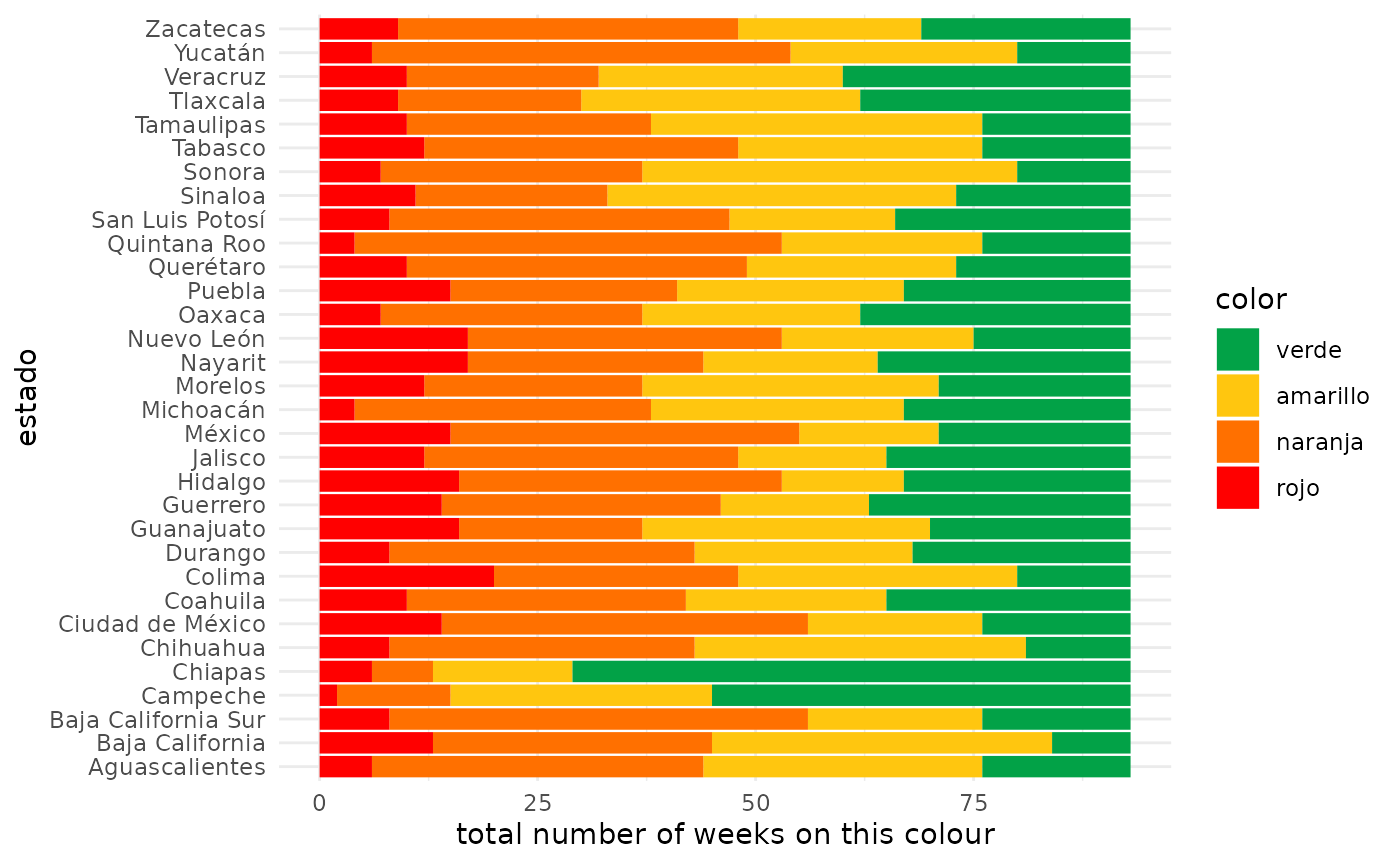 Zacatecas
Yucatán
Veracruz
Tlaxcala
Tamaulipas
Tabasco
Sonora
Sinaloa
San Luis Potosí
Quintana Roo
Querétaro
Puebla
Oaxaca
Nuevo León
Nayarit
Morelos
Michoacán
México
Jalisco
Hidalgo
Guerrero
Guanajuato
Durango
Colima
Coahuila
Ciudad de México
Chihuahua
Chiapas
Campeche
Baja California Sur
Baja California
Aguascalientes
estado
0 25 50 75
total number of weeks on this colour
color
verde
amarillo
naranja
rojo